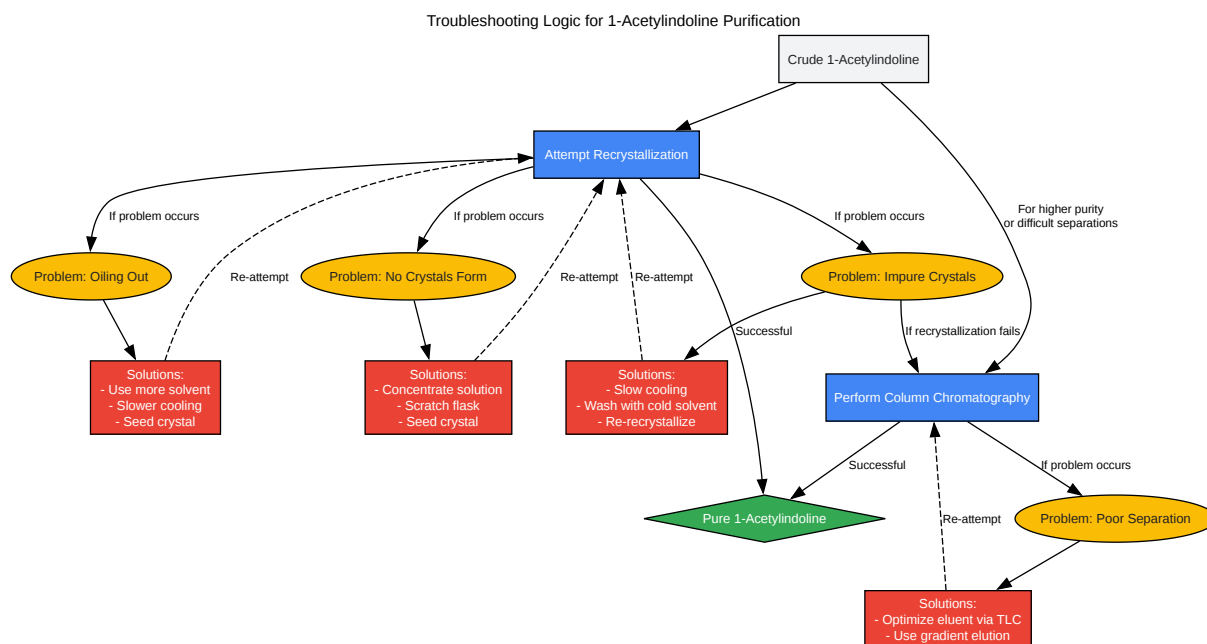 Troubleshooting Logic for 1-Acetylindoline Purification
Crude 1-Acetylindoline
Attempt Recrystallization
For higher purity
or difficult separations
If problem occurs
If problem occurs
If problem occurs
Problem: Oiling Out
Re-attempt
Problem: No Crystals Form
Re-attempt
Re-attempt
Problem: Impure Crystals
Successful
If recrystallization fails
Solutions:
- Use more solvent
- Slower cooling
- Seed crystal
Solutions:
- Concentrate solution
- Scratch flask
- Seed crystal
Solutions:
- Slow cooling
- Wash with cold solvent
- Re-recrystallize
Perform Column Chromatography
Successful
If problem occurs
Pure 1-Acetylindoline
Re-attempt
Problem: Poor Separation
Solutions:
- Optimize eluent via TLC
- Use gradient elution